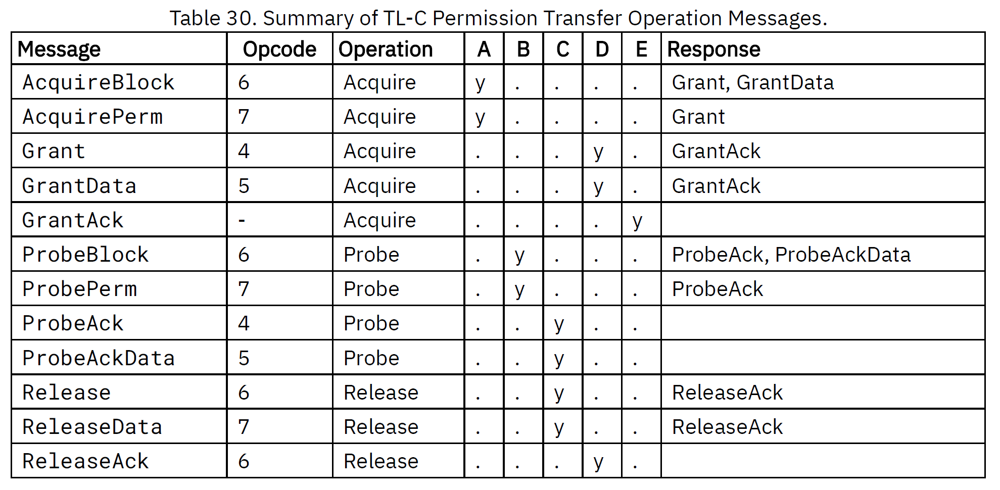 Table 30. Summary of TL-C Permission Transfer Operation Messages.
Message Opcode Operation A B C D E Response
AcquireBlock 6 Acquire y . . . . Grant, GrantData
AcquirePerm 7 Acquire y . . . . Grant
Grant 4 Acquire . . . y . GrantAck
GrantData 5 Acquire . . . y . GrantAck
GrantAck - Acquire . . . . y
ProbeBlock 6 Probe . y . . . ProbeAck, ProbeAckData
ProbePerm 7 Probe . y . . . ProbeAck
ProbeAck 4 Probe . . y . .
ProbeAckData 5 Probe . . y . .
Release 6 Release . . y . . ReleaseAck
ReleaseData 7 Release . . y . . ReleaseAck
ReleaseAck 6 Release . . . y .